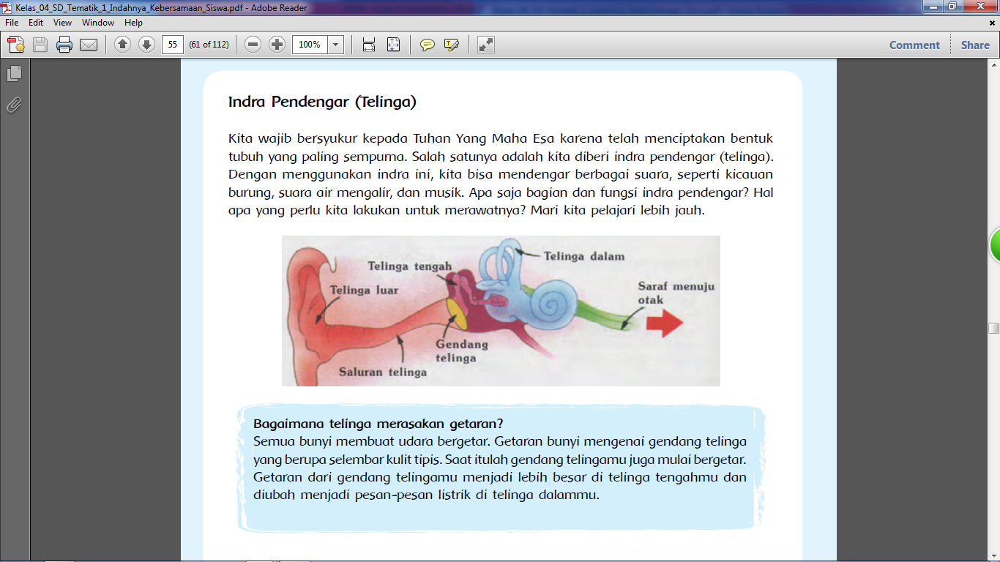 Kelas_04_SD_Tematik_1_Indahnya_Kebersamaan_Siswa.pdf - Adobe Reader
File Edit View Window Help
55 (61 of 112) 100% Comment Share
Indra Pendengar (Telinga)
Kita wajib bersyukur kepada Tuhan Yang Maha Esa karena telah menciptakan bentuk
tubuh yang paling sempurna. Salah satunya adalah kita diberi indra pendengar (telinga).
Dengan menggunakan indra ini, kita bisa mendengar berbagai suara, seperti kicauan
burung, suara air mengalir, dan musik. Apa saja bagian dan fungsi indra pendengar? Hal
apa yang perlu kita lakukan untuk merawatnya? Mari kita pelajari lebih jauh.
Telinga dalam
Telinga tengah
Saraf menuju
otak
Telinga luar
Gendang
telinga
Saluran telinga
Bagaimana telinga merasakan getaran?
Semua bunyi membuat udara bergetar. Getaran bunyi mengenai gendang telinga
yang berupa selembar kulit tipis. Saat itulah gendang telingamu juga mulai bergetar.
Getaran dari gendang telingamu menjadi lebih besar di telinga tengahmu dan
diubah menjadi pesan-pesan listrik di telinga dalammu.